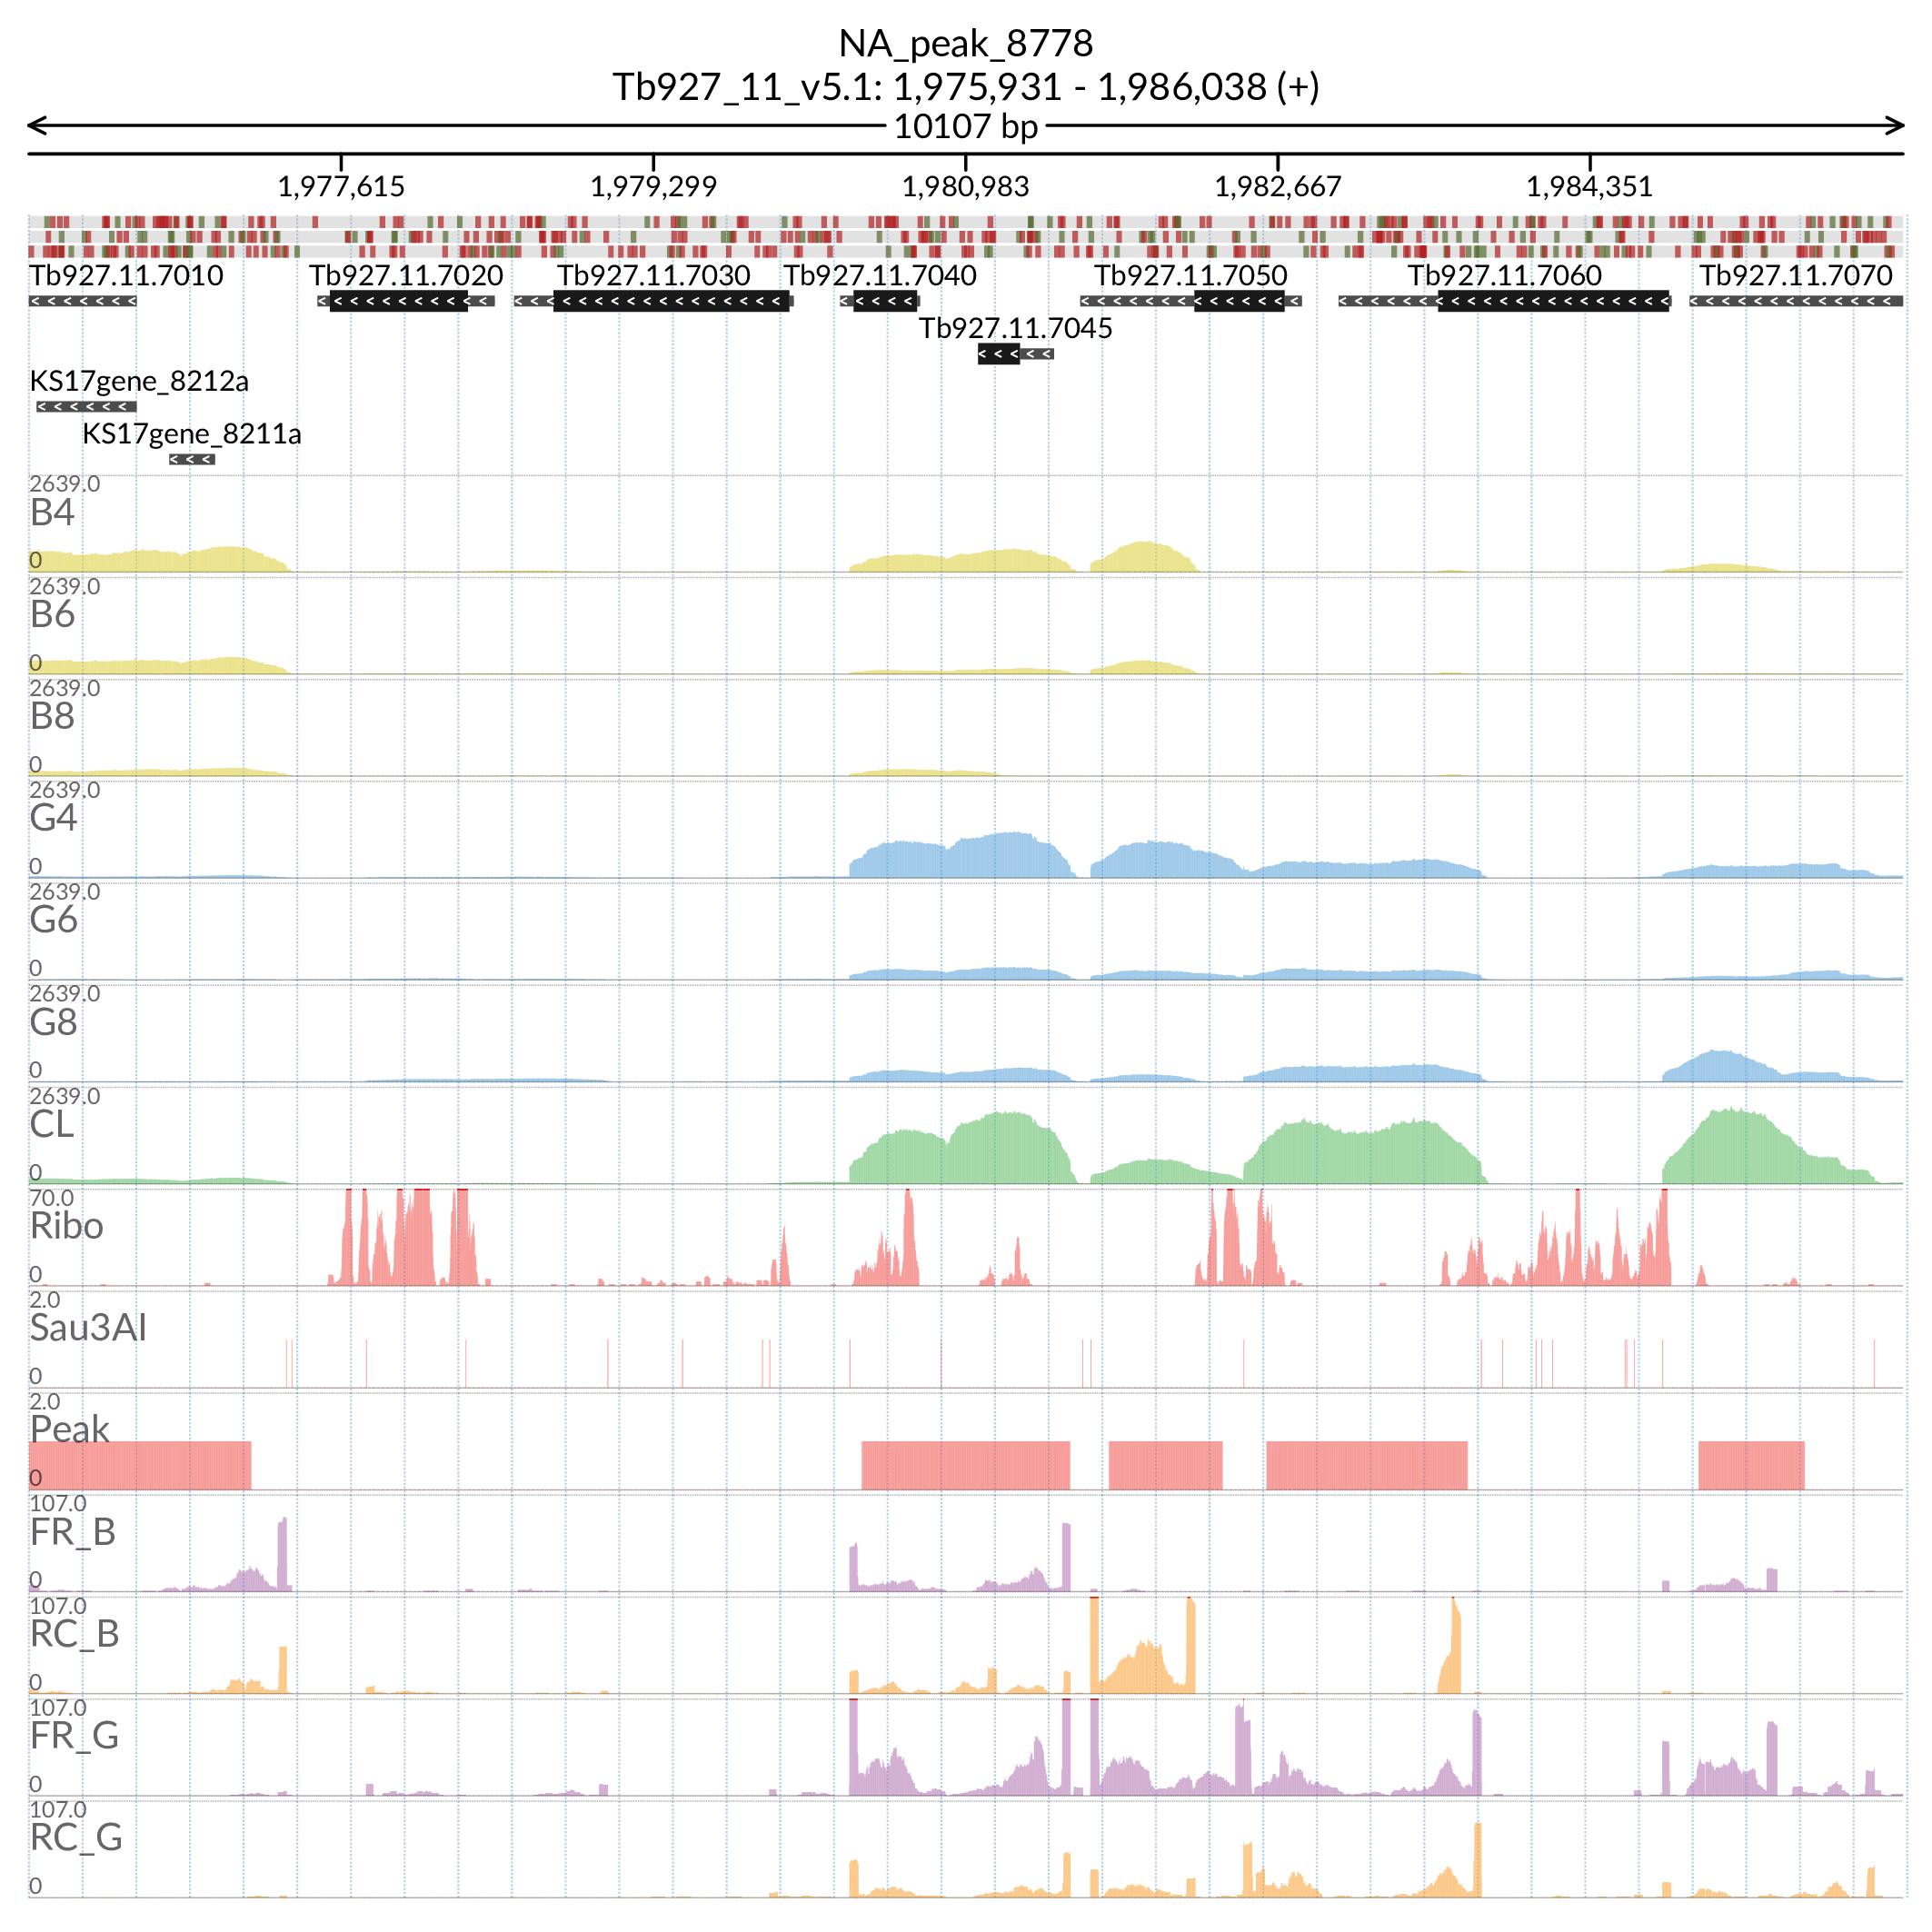 NA_peak_8778
Tb927_11_v5.1: 1,975,931 - 1,986,038 (+)
10107 bp
1,977,615 1,979,299 1,980,983 1,982,667 1,984,351
Tb927.11.7010 Tb927.11.7020 Tb927.11.7030 Tb927.11.7040 Tb927.11.7050 Tb927.11.7060 Tb927.11.7070
Tb927.11.7045
KS17gene_8212a
KS17gene_8211a
2639.0
B4
0
2639.0
B6
0
2639.0
B8
0
2639.0
G4
0
2639.0
G6
0
2639.0
G8
0
2639.0
CL
0
70.0
Ribo
0
2.0
Sau3AI
0
2.0
Peak
0
107.0
FR_B
0
107.0
RC_B
0
107.0
FR_G
0
107.0
RC_G
0